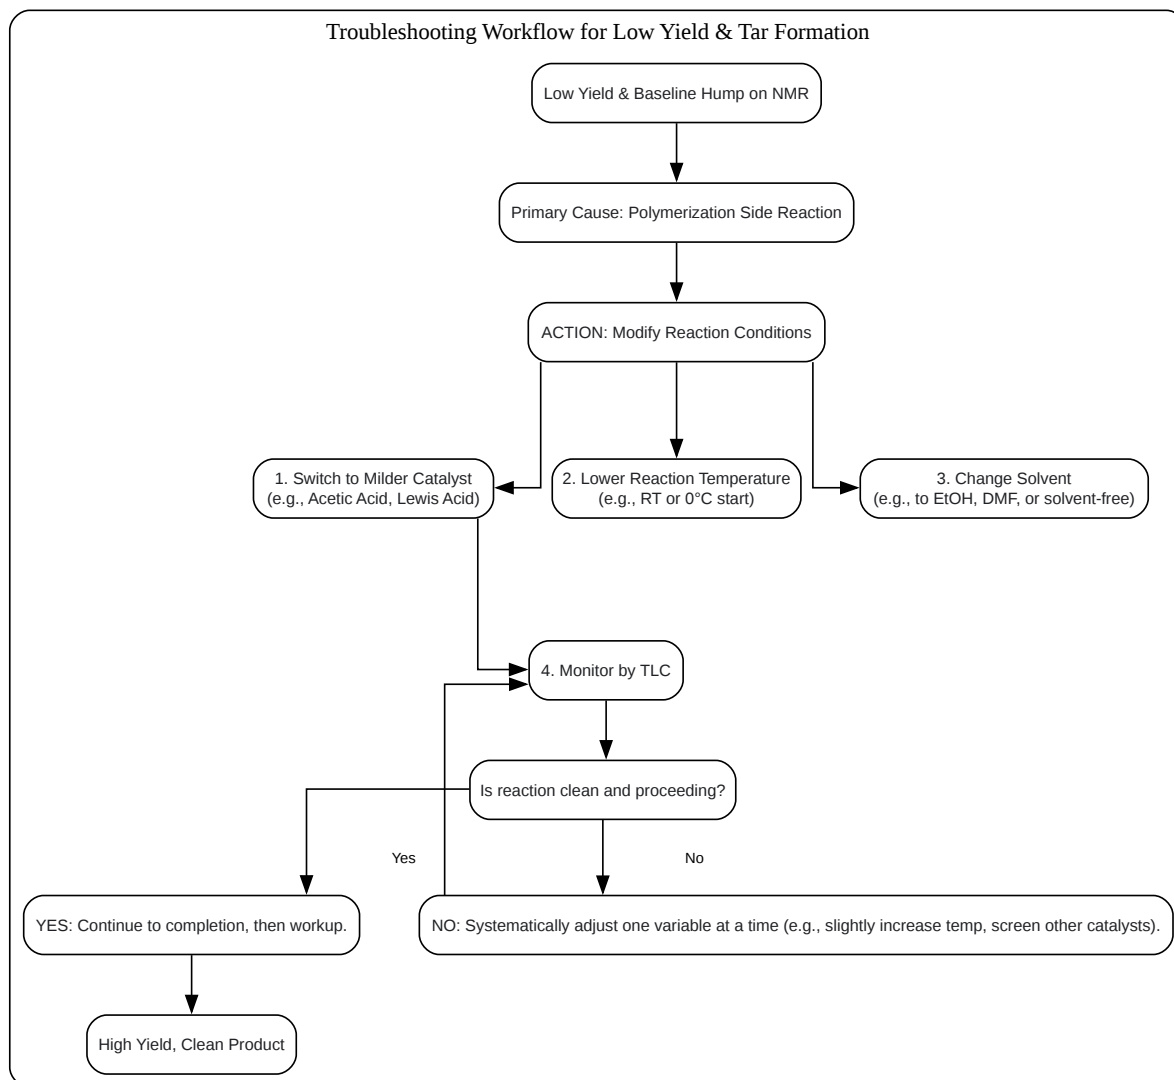 Troubleshooting Workflow for Low Yield & Tar Formation
Low Yield & Baseline Hump on NMR
Primary Cause: Polymerization Side Reaction
ACTION: Modify Reaction Conditions
1. Switch to Milder Catalyst
(e.g., Acetic Acid, Lewis Acid)
2. Lower Reaction Temperature
(e.g., RT or 0°C start)
3. Change Solvent
(e.g., to EtOH, DMF, or solvent-free)
4. Monitor by TLC
Is reaction clean and proceeding?
Yes
No
YES: Continue to completion, then workup.
NO: Systematically adjust one variable at a time (e.g., slightly increase temp, screen other catalysts).
High Yield, Clean Product